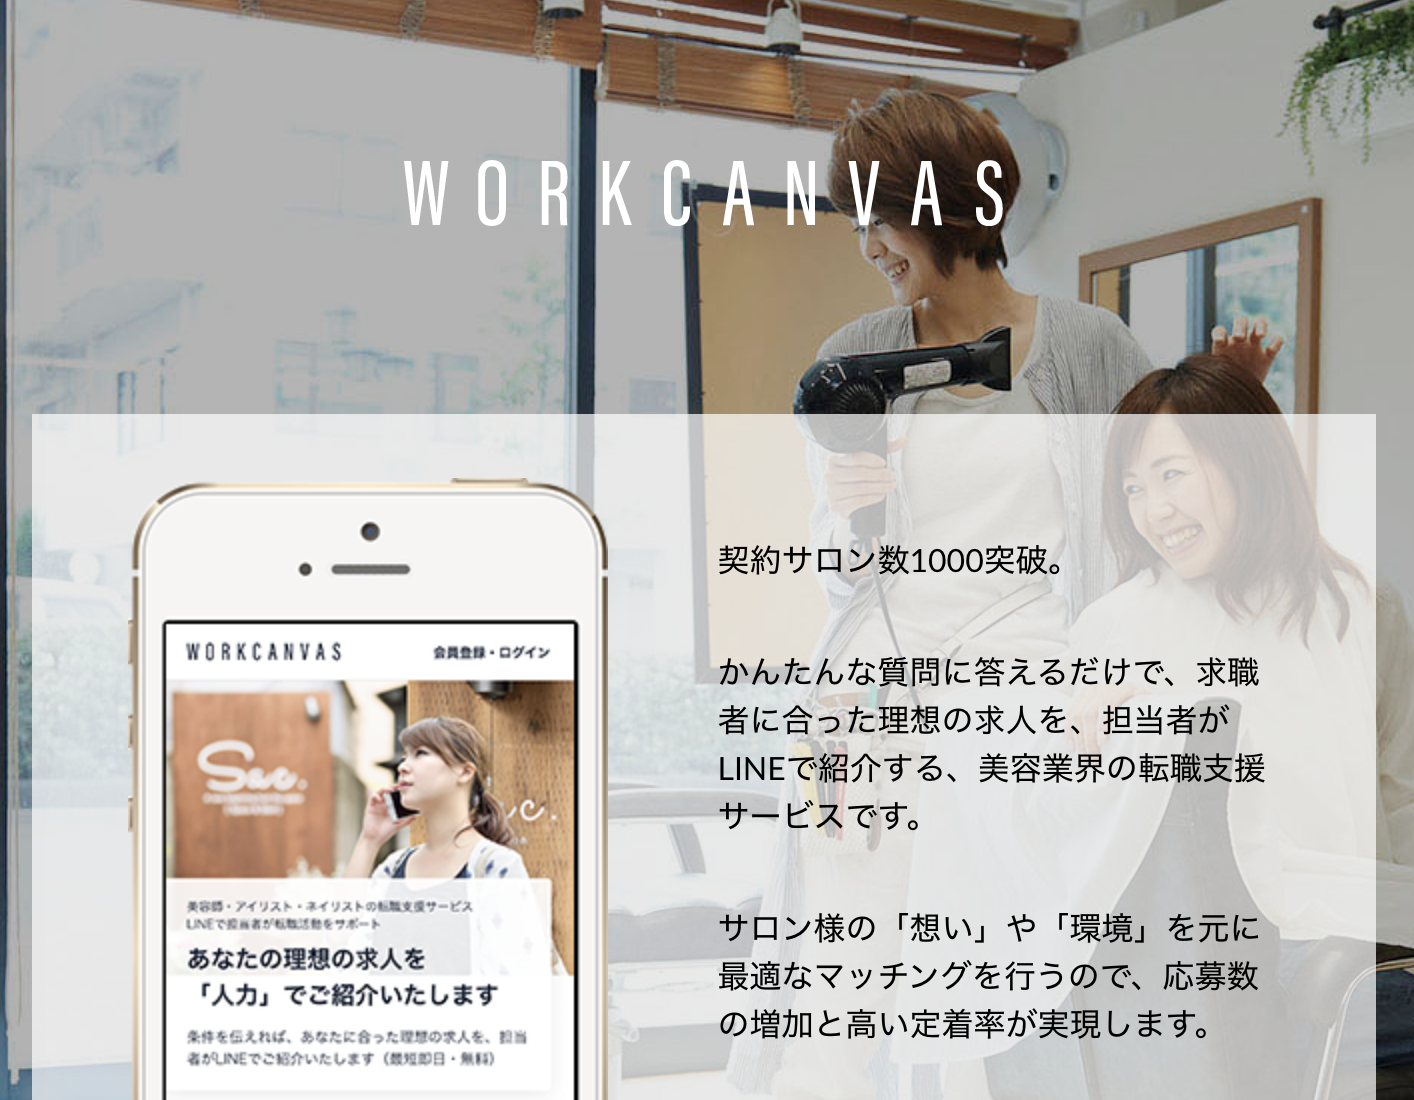 WORKCANVAS
WORKCANVAS
会員登録・ログイン
Sae.
美容師・アイリスト・ネイリストの転職支援サービス
LINEで担当者が転職活動をサポート
あなたの理想の求人を
「人力」でご紹介いたします
条件を伝えれば、あなたに合った理想の求人を、担当
者がLINEでご紹介いたします（最短即日・無料）
契約サロン数1000突破。
かんたんな質問に答えるだけで、求職
者に合った理想の求人を、担当者が
LINEで紹介する、美容業界の転職支援
サービスです。
サロン様の「想い」や「環境」を元に
最適なマッチングを行うので、応募数
の増加と高い定着率が実現します。